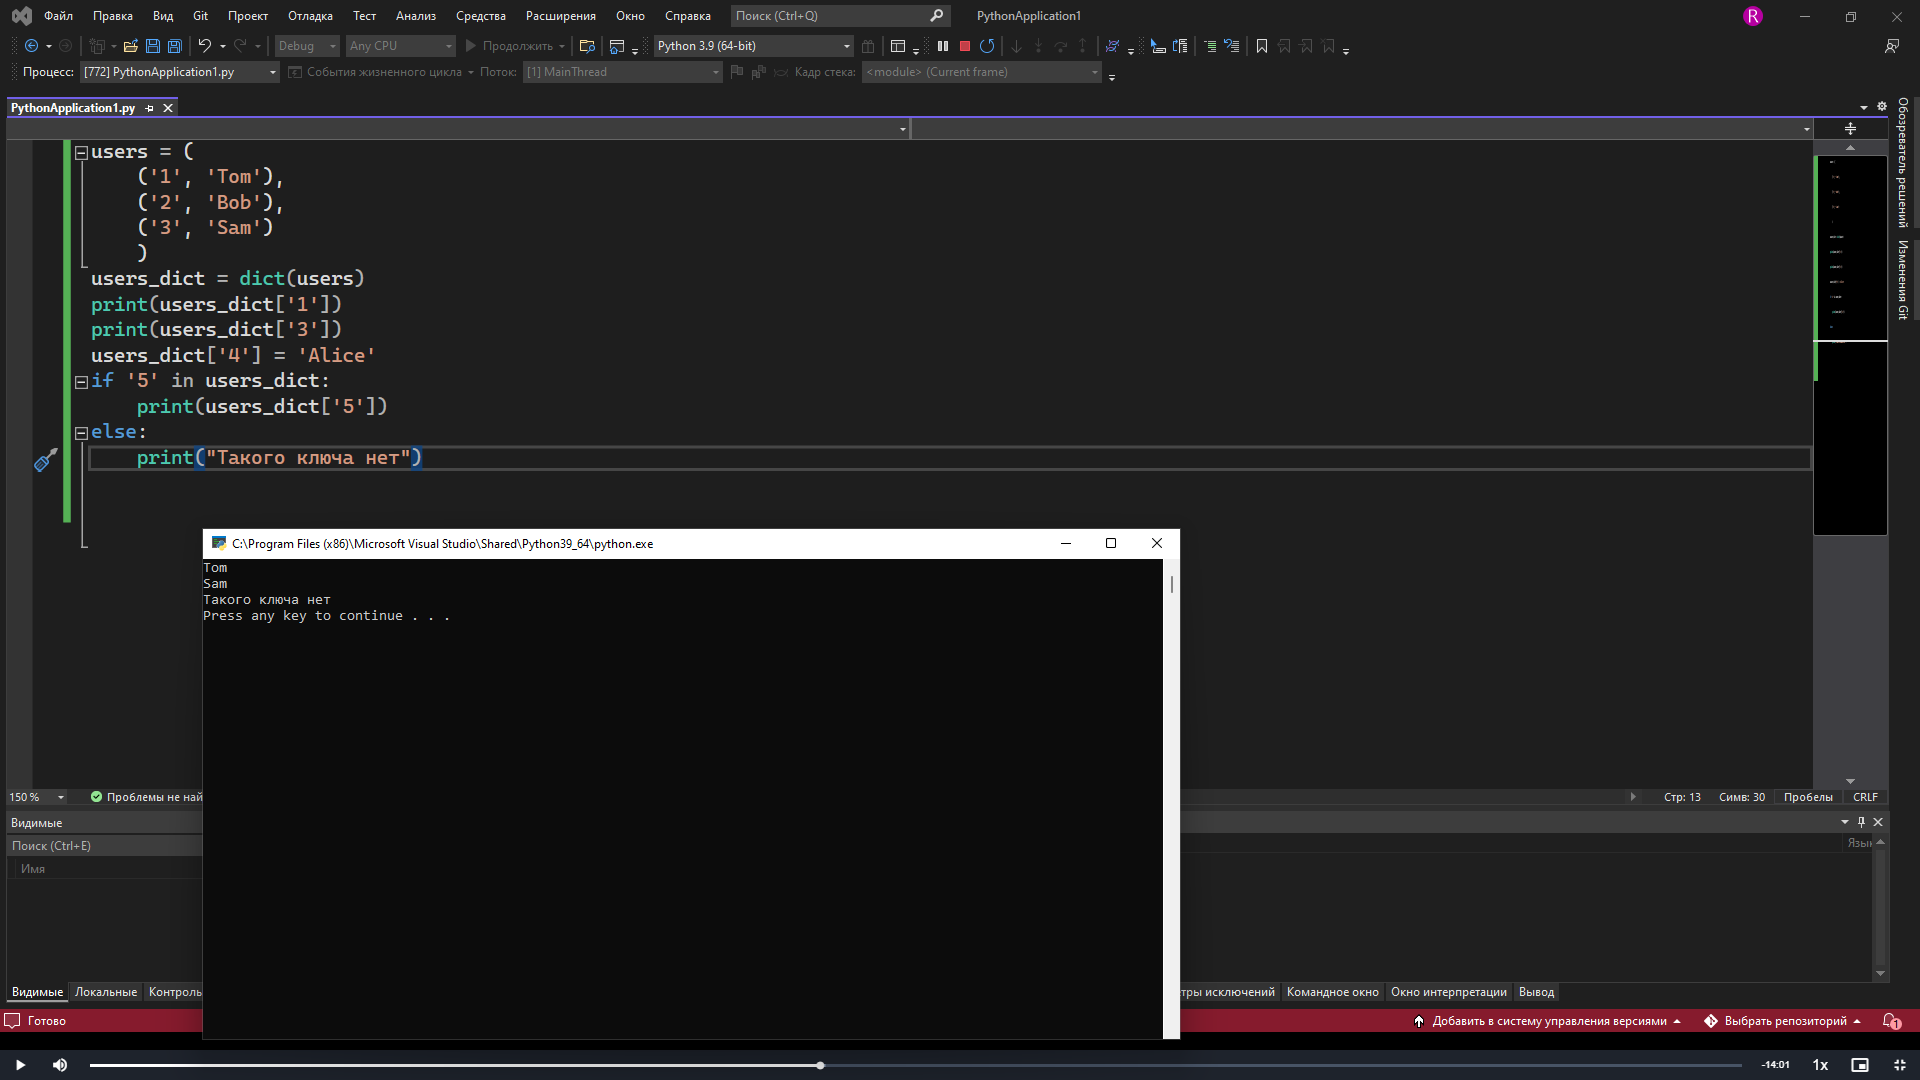 Файл Правка Вид Git Проект Отладка Тест Анализ Средства Расширения Окно Справка Поиск (Ctrl+Q) PythonApplication1 R
Debug Any CPU Продолжить Python 3.9 (64-bit)
Процесс: [772] PythonApplication1.py События жизненного цикла Поток: [1] MainThread Кадр стека: <module> (Current frame)
PythonApplication1.py
Обозреватель решений
Изменения Git
users = (
('1', 'Tom'),
('2', 'Bob'),
('3', 'Sam')
)
users_dict = dict(users)
print(users_dict['1'])
print(users_dict['3'])
users_dict['4'] = 'Alice'
if '5' in users_dict:
print(users_dict['5'])
else:
print("Такого ключа нет")
C:\Program Files (x86)\Microsoft Visual Studio\Shared\Python39_64\python.exe
Tom
Sam
Такого ключа нет
Press any key to continue . . .
150 % Проблемы не най Стр: 13 Симв: 30 Пробелы CRLF
Видимые
Поиск (Ctrl+E) Язык
Имя
Видимые Локальные Контроль тры исключений Командное окно Окно интерпретации Вывод
Готово Добавить в систему управления версиями Выбрать репозиторий 1
-14:01 1x